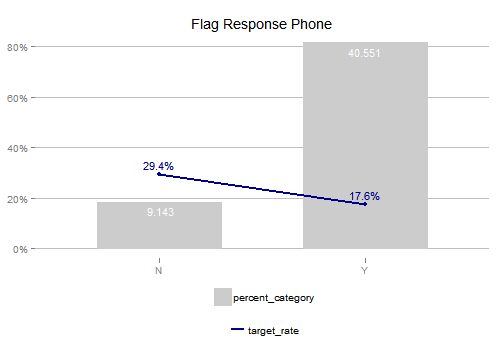 Flag Response Phone
80%
40.551
60%
40%
29.4%
20%
17.6%
9.143
0%
N Y
percent_category
target_rate